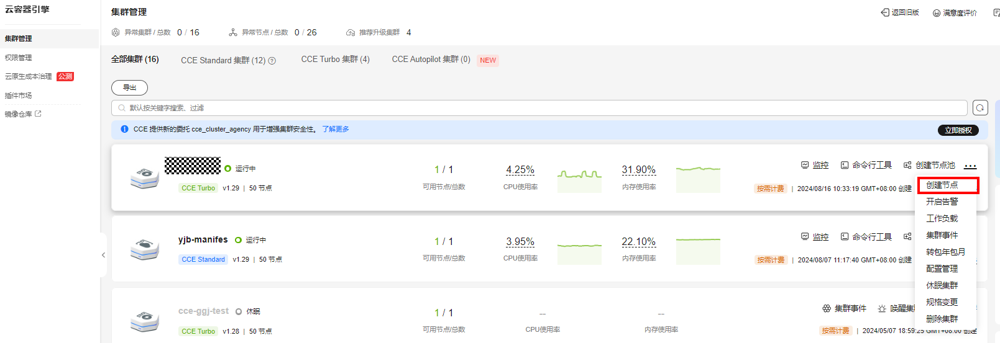 云容器引擎
集群管理
权限管理
云原生成本治理 公测
插件市场
镜像仓库
集群管理
返回旧版 满意度评价
异常集群 / 总数 0 / 16 异常节点 / 总数 0 / 26 推荐升级集群 4
全部集群 (16) CCE Standard 集群 (12) CCE Turbo 集群 (4) CCE Autopilot 集群 (0) NEW
导出
默认按关键字搜索、过滤
CCE 提供新的委托 cce_cluster_agency 用于增强集群安全性。 了解更多 立即授权
运行中 1 / 1 4.25% 31.90% 监控 命令行工具 创建节点池 ...
CCE Turbo v1.29 | 50 节点 可用节点/总数 CPU使用率 内存使用率 按需计费 | 2024/08/16 10:33:19 GMT+08:00 创建
创建节点
开启告警
工作负载
集群事件
转包年包月
配置管理
休眠集群
规格变更
删除集群
yjb-manifes 运行中 1 / 1 3.95% 22.10% 监控 命令行工具
CCE Standard v1.29 | 50 节点 可用节点/总数 CPU使用率 内存使用率 按需计费 | 2024/08/07 11:17:40 GMT+08:00 创建
cce-ggj-test 休眠 1 / 1 -- -- 集群事件 唤醒集
CCE Turbo v1.28 | 50 节点 可用节点/总数 CPU使用率 内存使用率 按需计费 | 2024/05/07 18:59:25 GMT+08:00 创建